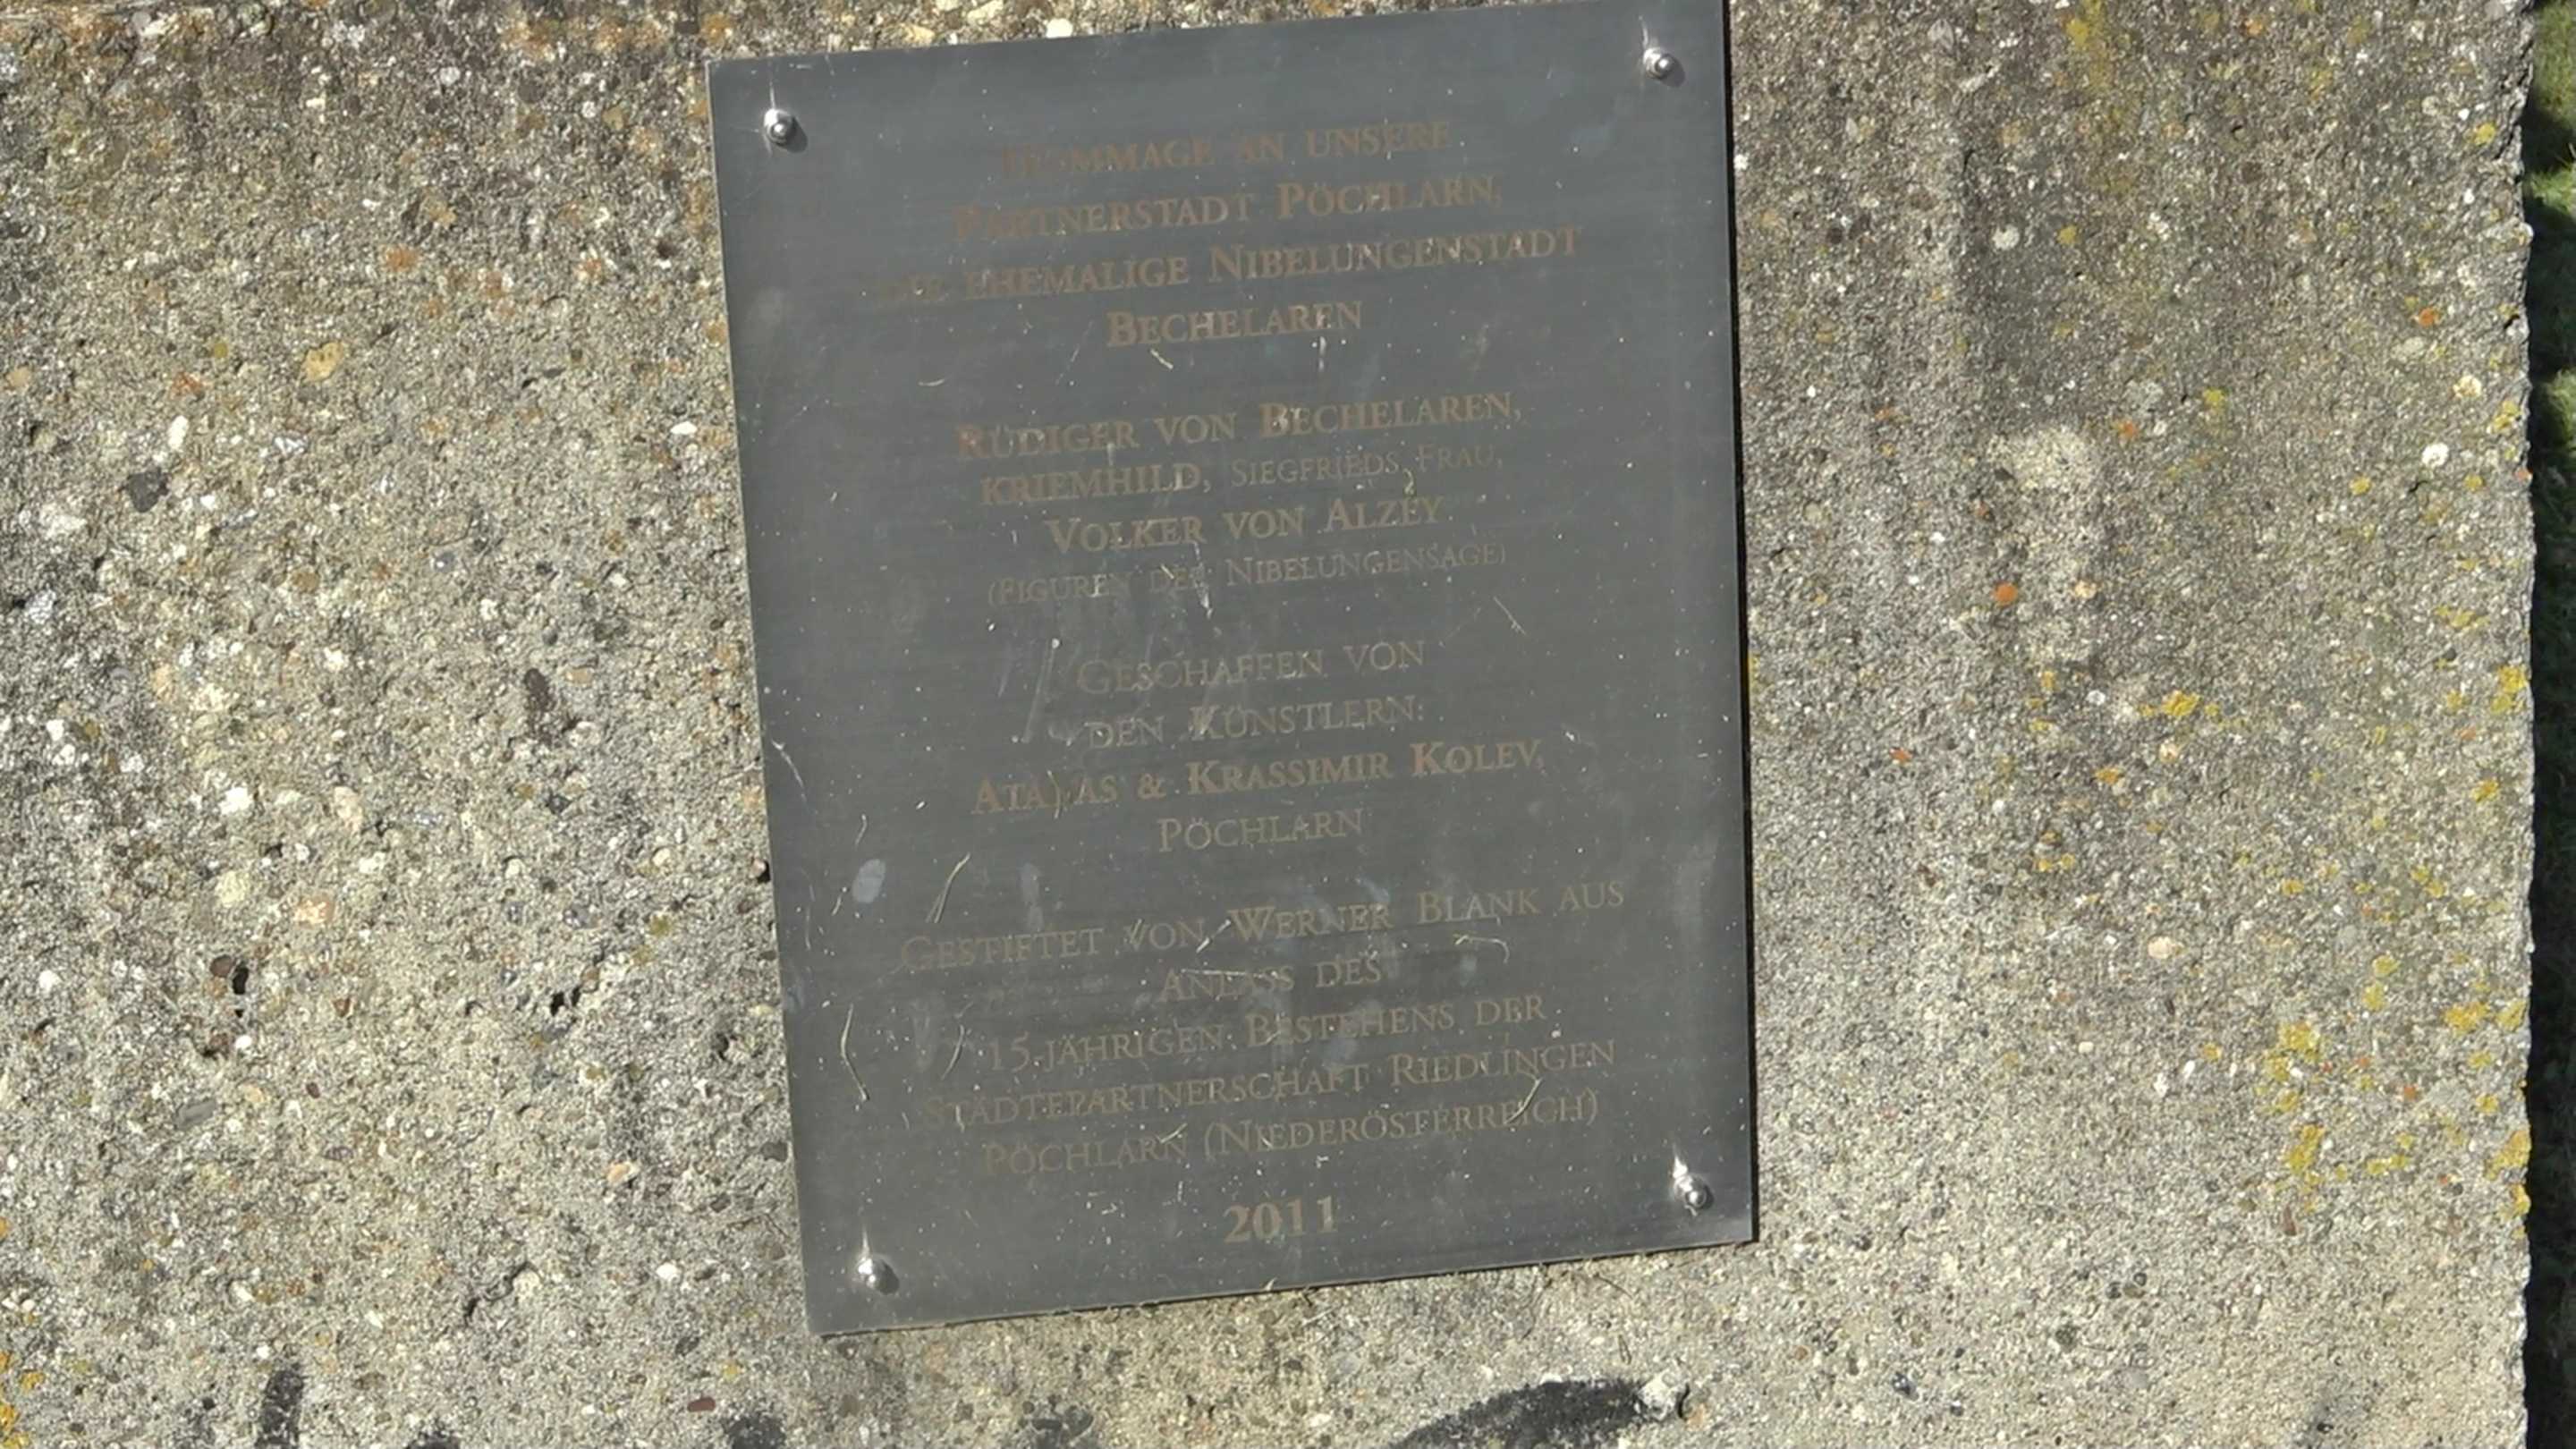 HOMMAGE AN UNSERE
PARTNERSTADT PÖCHLARN,
DIE EHEMALIGE NIBELUNGENSTADT
BECHELAREN
RÜDIGER VON BECHELAREN,
KRIEMHILD, SIEGFRIEDS FRAU,
VOLKER VON ALZEY
(FIGUREN DER NIBELUNGENSAGE)
GESCHAFFEN VON
DEN KÜNSTLERN:
& KRASSIMIR KOLEV,
PÖCHLARN
GESTIFTET VON WERNER BLANK AUS
ANLASS DES
15-JÄHRIGEN BESTEHENS DER
STÄDTEPARTNERSCHAFT RIEDLINGEN
PÖCHLARN (NIEDERÖSTERREICH)
2011